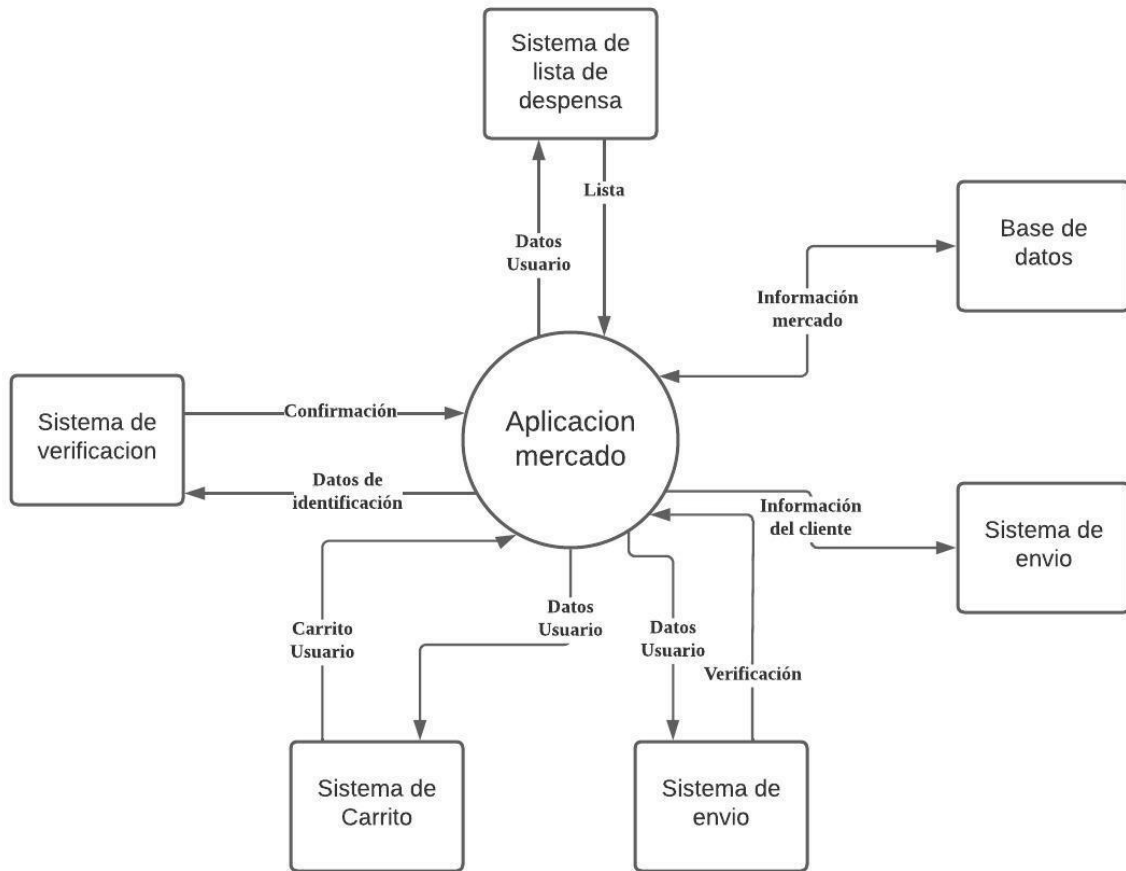 Sistema de
lista de
despensa
Lista
Datos
Usuario
Base de
datos
Información
mercado
Sistema de
verificacion
Confirmación
Aplicacion
mercado
Datos de
identificación
Información
del cliente
Sistema de
envio
Carrito
Usuario
Datos
Usuario
Datos
Usuario
Verificación
Sistema de
Carrito
Sistema de
envio